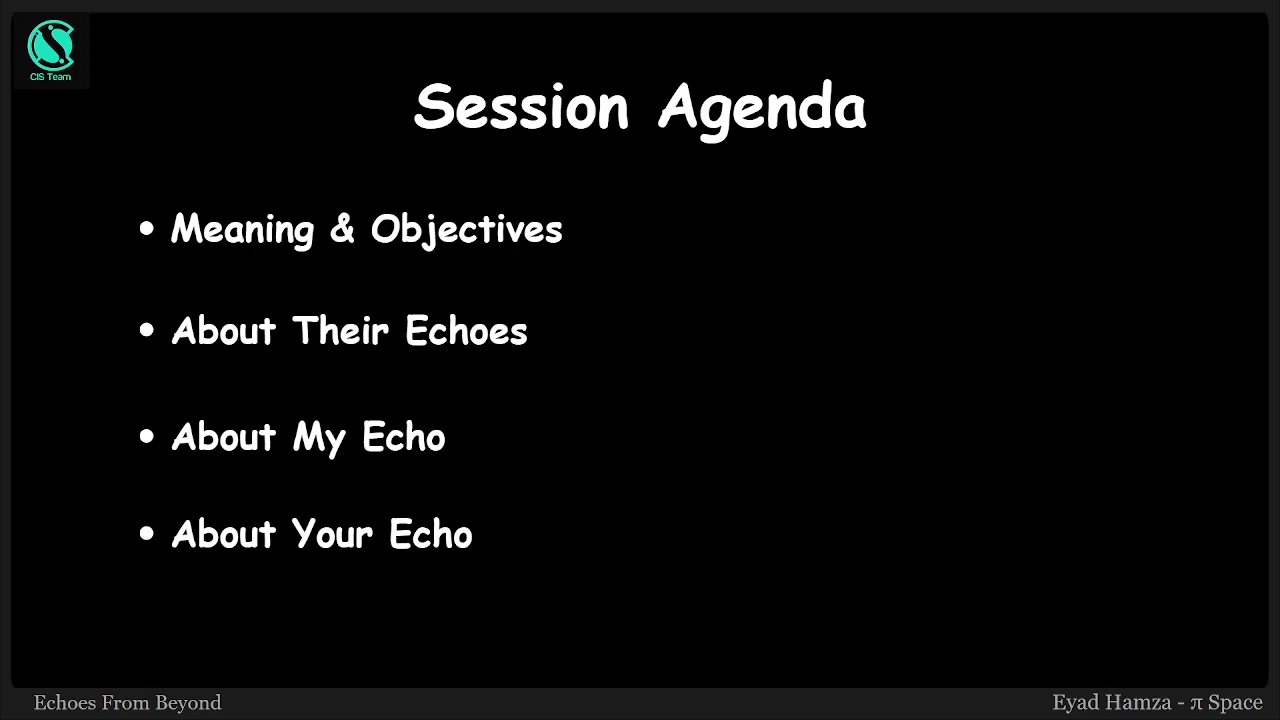 CIS Team
Session Agenda
• Meaning & Objectives
• About Their Echoes
• About My Echo
• About Your Echo
Echoes From Beyond
Eyad Hamza - π Space